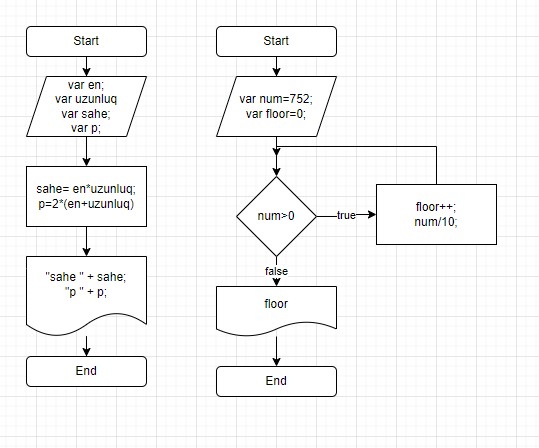 Start
var en;
var uzunluq
var sahe;
var p;
sahe= en*uzunluq;
p=2*(en+uzunluq)
"sahe " + sahe;
"p " + p;
End
Start
var num=752;
var floor=0;
num>0
true
floor++;
num/10;
false
floor
End